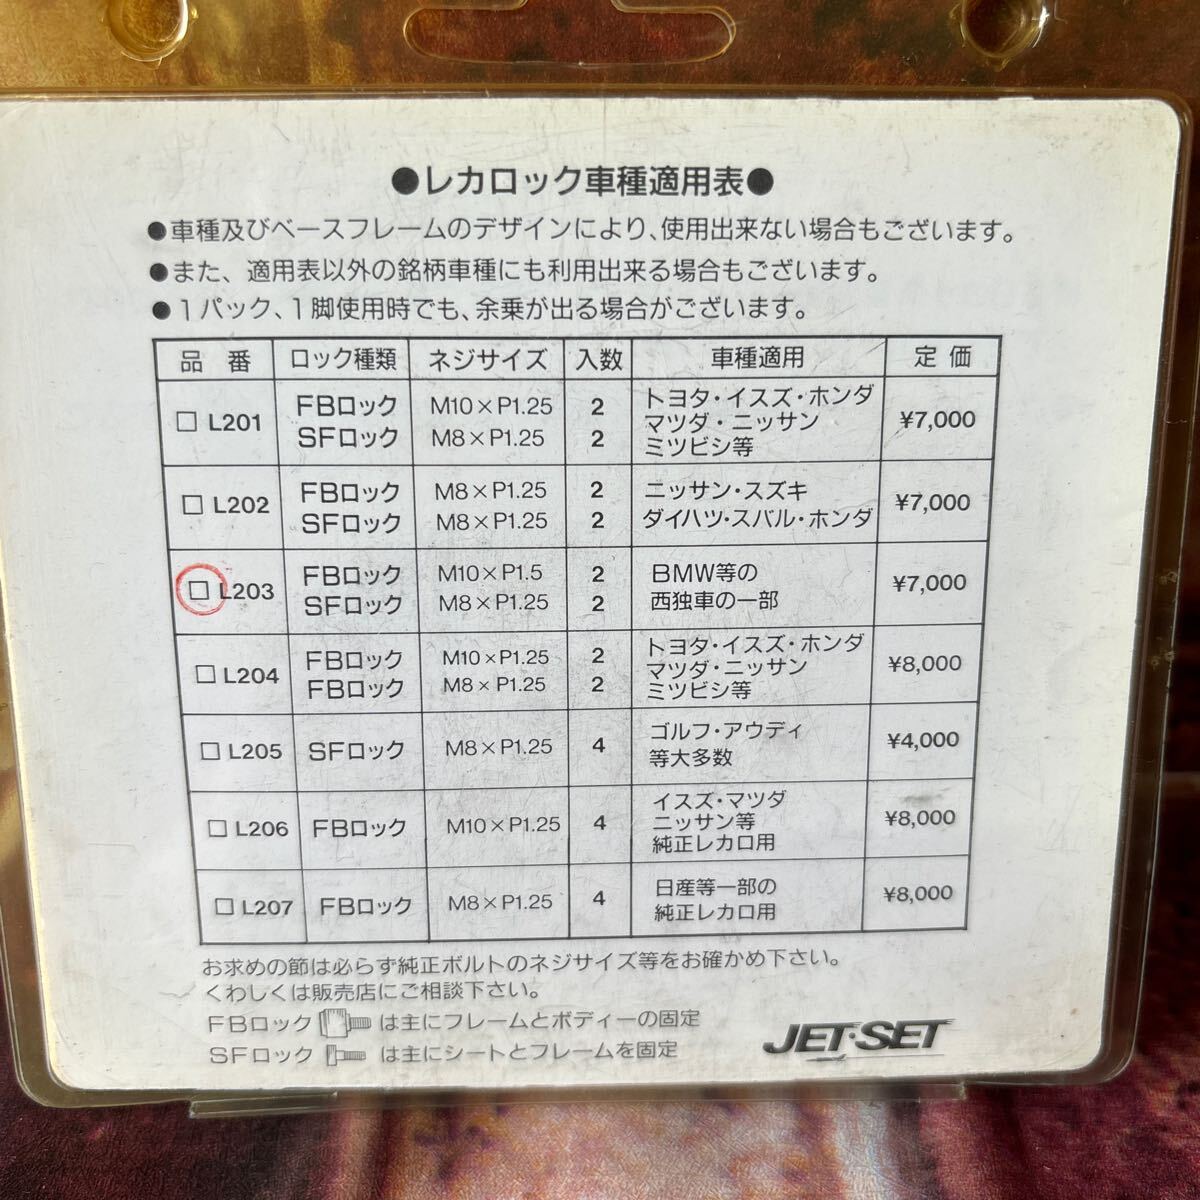 ●レカロック車種適用表●
●車種及びベースフレームのデザインにより、使用出来ない場合もございます。
●また、適用表以外の銘柄車種にも利用出来る場合もございます。
●1パック、1脚使用時でも、余乗が出る場合がございます。
品 番 ロック種類 ネジサイズ 入数 車種適用 定 価
□ L201 FBロック M10×P1.25 2 トヨタ・イスズ・ホンダ ¥7,000
SFロック M8×P1.25 2 マツダ・ニッサン
ミツビシ等
□ L202 FBロック M8×P1.25 2 ニッサン・スズキ ¥7,000
SFロック M8×P1.25 2 ダイハツ・スバル・ホンダ
□ L203 FBロック M10×P1.5 2 BMW等の ¥7,000
SFロック M8×P1.25 2 西独車の一部
□ L204 FBロック M10×P1.25 2 トヨタ・イスズ・ホンダ ¥8,000
FBロック M8×P1.25 2 マツダ・ニッサン
ミツビシ等
□ L205 SFロック M8×P1.25 4 ゴルフ・アウディ ¥4,000
等大多数
□ L206 FBロック M10×P1.25 4 イスズ・マツダ ¥8,000
ニッサン等
純正レカロ用
□ L207 FBロック M8×P1.25 4 日産等一部の ¥8,000
純正レカロ用
お求めの節は必らず純正ボルトのネジサイズ等をお確かめ下さい。
くわしくは販売店にご相談下さい。
FBロック は主にフレームとボディーの固定
SFロック は主にシートとフレームを固定
JET・SET